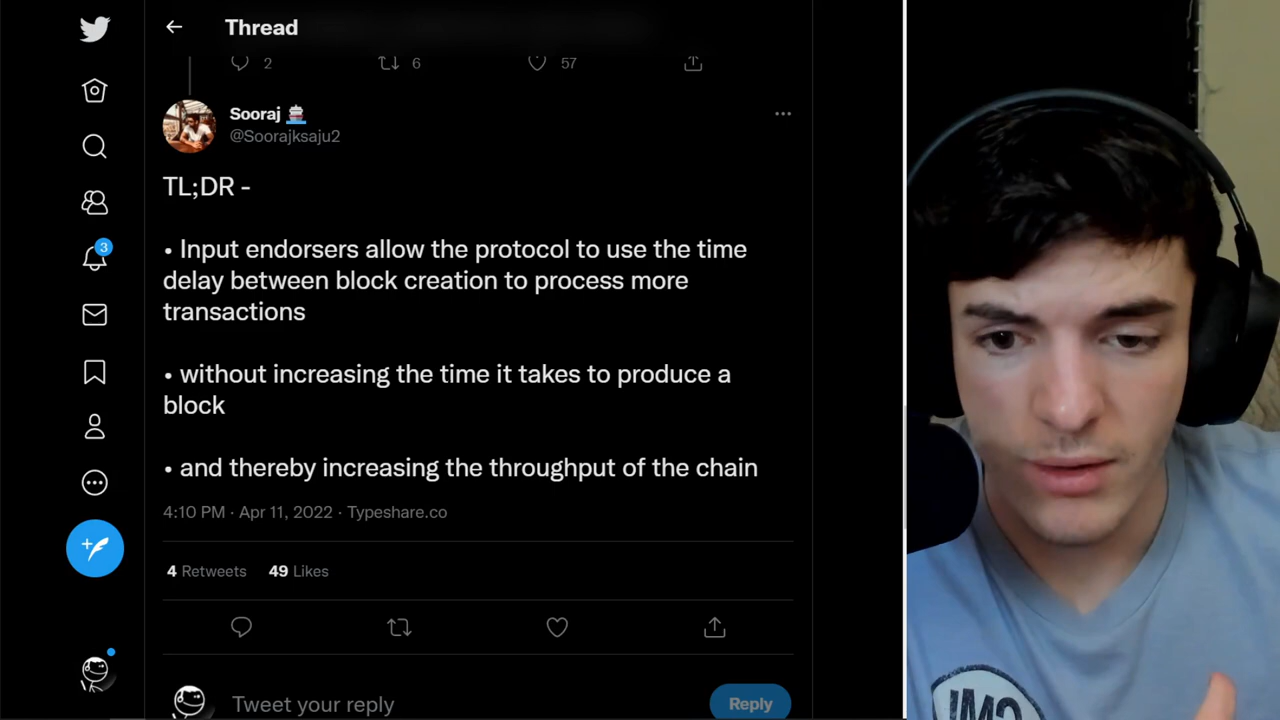 Thread
2 6 57
Sooraj 🚢
@Soorajksaju2
TL;DR -
• Input endorsers allow the protocol to use the time
delay between block creation to process more
transactions
• without increasing the time it takes to produce a
block
• and thereby increasing the throughput of the chain
4:10 PM · Apr 11, 2022 · Typeshare.co
4 Retweets 49 Likes
Tweet your reply
Reply
3